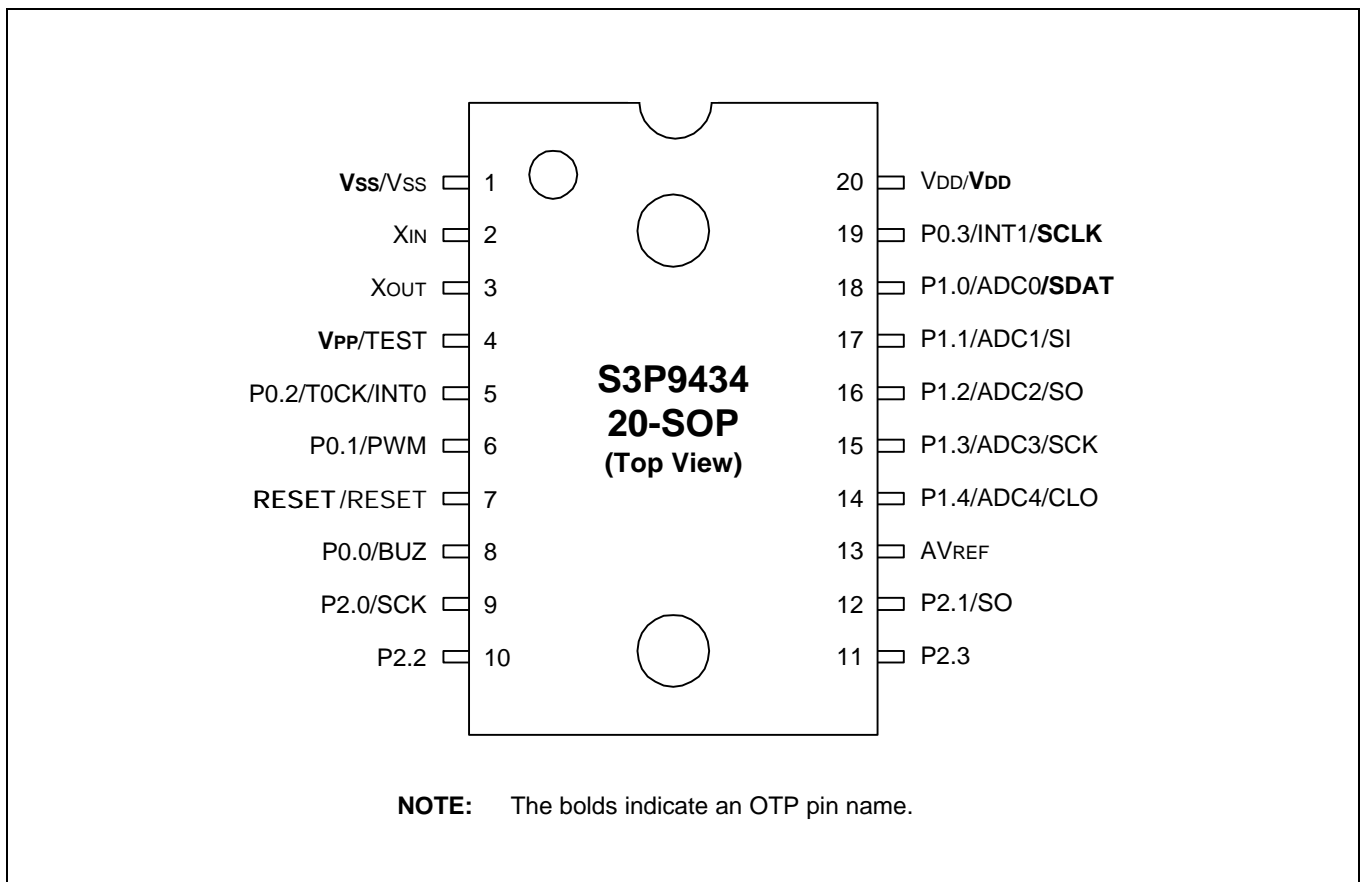 Vss/Vss 1
XIN 2
XOUT 3
VPP/TEST 4
P0.2/T0CK/INT0 5
P0.1/PWM 6
RESET/RESET 7
P0.0/BUZ 8
P2.0/SCK 9
P2.2 10
S3P9434
20-SOP
(Top View)
20 VDD/VDD
19 P0.3/INT1/SCLK
18 P1.0/ADC0/SDAT
17 P1.1/ADC1/SI
16 P1.2/ADC2/SO
15 P1.3/ADC3/SCK
14 P1.4/ADC4/CLO
13 AVREF
12 P2.1/SO
11 P2.3
NOTE: The bolds indicate an OTP pin name.